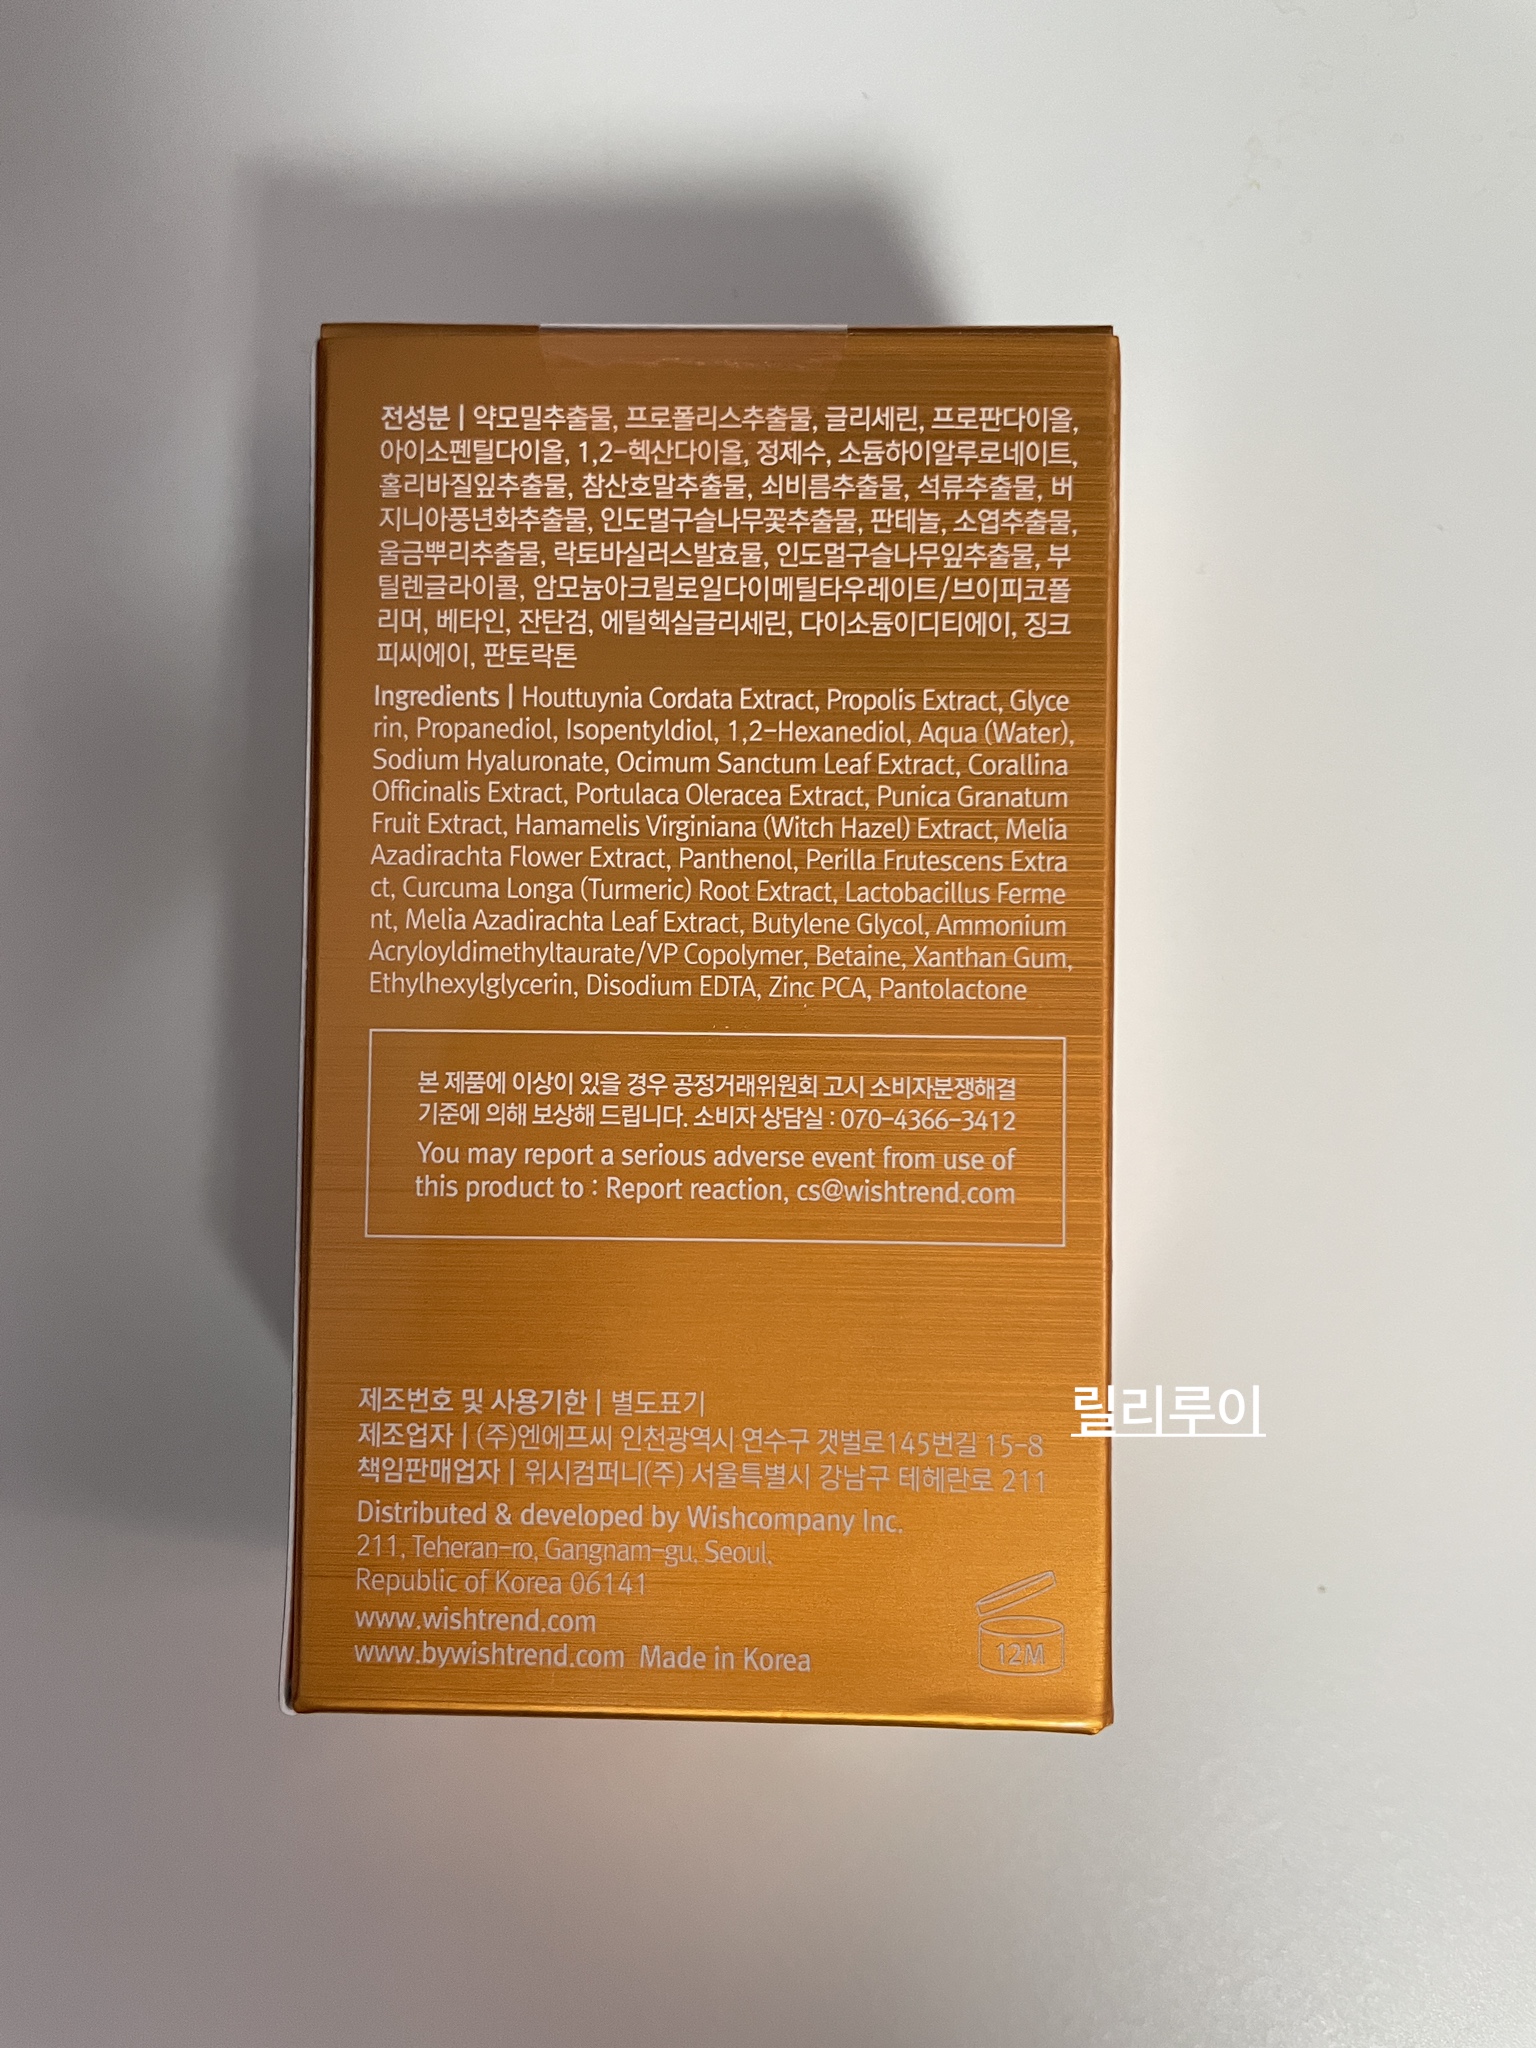 전성분 | 약모밀추출물, 프로폴리스추출물, 글리세린, 프로판다이올,
아이소펜틸다이올, 1,2-헥산다이올, 정제수, 소듐하이알루로네이트,
홀리바질잎추출물, 참산호말추출물, 쇠비름추출물, 석류추출물, 버
지니아풍년화추출물, 인도멀구슬나무꽃추출물, 판테놀, 소엽추출물,
울금뿌리추출물, 락토바실러스발효물, 인도멀구슬나무잎추출물, 부
틸렌글라이콜, 암모늄아크릴로일다이메틸타우레이트/브이피코폴
리머, 베타인, 잔탄검, 에틸헥실글리세린, 다이소듐이디티에이, 징크
피씨에이, 판토락톤
Ingredients | Houttuynia Cordata Extract, Propolis Extract, Glyce
rin, Propanediol, Isopentyldiol, 1,2-Hexanediol, Aqua (Water),
Sodium Hyaluronate, Ocimum Sanctum Leaf Extract, Corallina
Officinalis Extract, Portulaca Oleracea Extract, Punica Granatum
Fruit Extract, Hamamelis Virginiana (Witch Hazel) Extract, Melia
Azadirachta Flower Extract, Panthenol, Perilla Frutescens Extra
ct, Curcuma Longa (Turmeric) Root Extract, Lactobacillus Ferme
nt, Melia Azadirachta Leaf Extract, Butylene Glycol, Ammonium
Acryloyldimethyltaurate/VP Copolymer, Betaine, Xanthan Gum,
Ethylhexylglycerin, Disodium EDTA, Zinc PCA, Pantolactone
본 제품에 이상이 있을 경우 공정거래위원회 고시 소비자분쟁해결
기준에 의해 보상해 드립니다. 소비자 상담실 : 070-4366-3412
You may report a serious adverse event from use of
this product to : Report reaction, cs@wishtrend.com
제조번호 및 사용기한 | 별도표기
제조업자 | (주)엔에프씨 인천광역시 연수구 갯벌로145번길 15-8
책임판매업자 | 위시컴퍼니(주) 서울특별시 강남구 테헤란로 211
Distributed & developed by Wishcompany Inc.
211, Teheran-ro, Gangnam-gu, Seoul,
Republic of Korea 06141
www.wishtrend.com
www.bywishtrend.com Made in Korea
12M
릴리루이